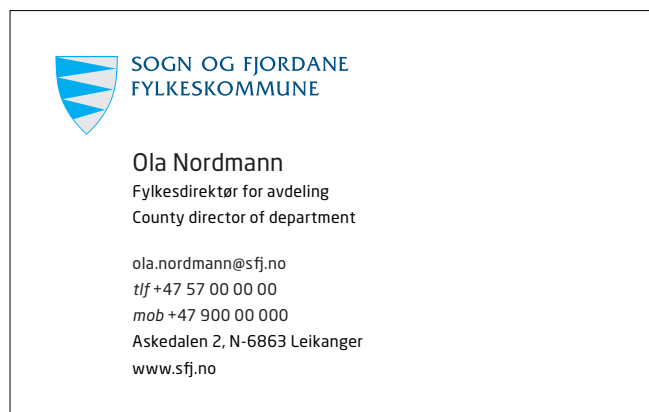 SOGN OG FJORDANE
FYLKESKOMMUNE
Ola Nordmann
Fylkesdirektør for avdeling
County director of department
ola.nordmann@sfj.no
tlf +47 57 00 00 00
mob +47 900 00 000
Askedalen 2, N-6863 Leikanger
www.sfj.no